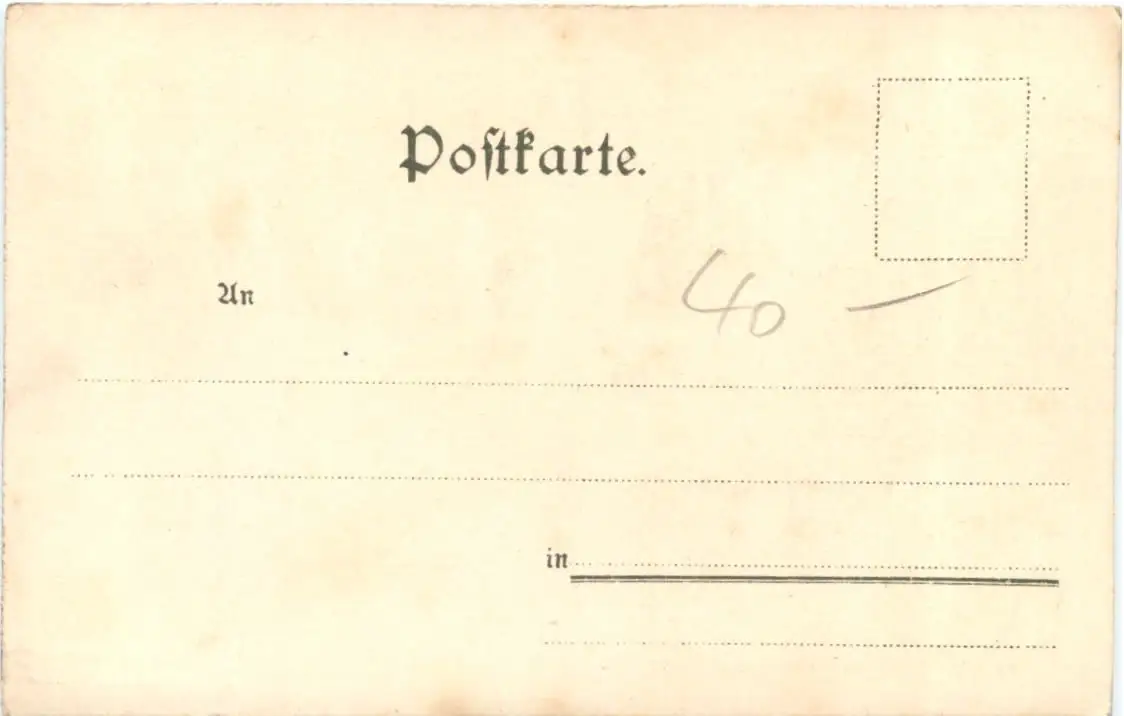 Poſtkarte.
An
40 —
in